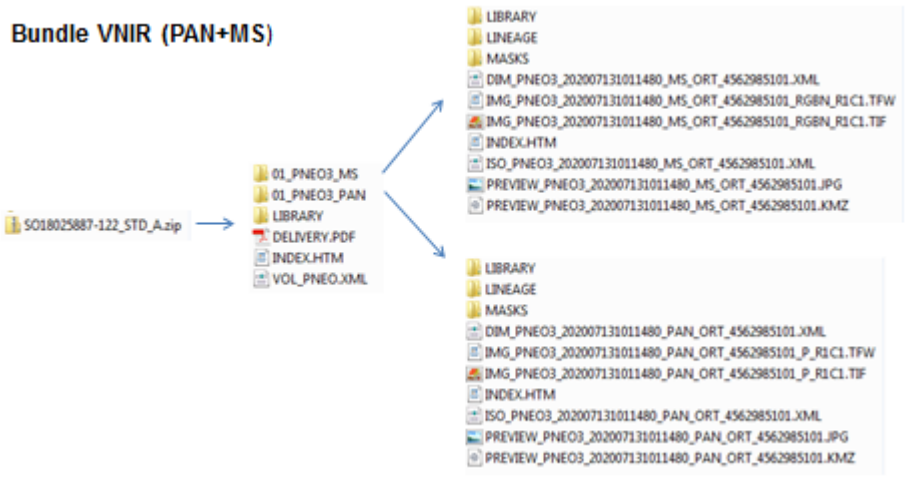 Bundle VNIR (PAN+MS)
SO18025887-122_STD_A.zip
01_PNEO3_MS
01_PNEO3_PAN
LIBRARY
DELIVERY.PDF
INDEX.HTM
VOL_PNEO.XML
LIBRARY
LINEAGE
MASKS
DIM_PNEO3_202007131011480_MS_ORT_4562985101.XML
IMG_PNEO3_202007131011480_MS_ORT_4562985101_RGBN_R1C1.TFW
IMG_PNEO3_202007131011480_MS_ORT_4562985101_RGBN_R1C1.TIF
INDEX.HTM
ISO_PNEO3_202007131011480_MS_ORT_4562985101.XML
PREVIEW_PNEO3_202007131011480_MS_ORT_4562985101.JPG
PREVIEW_PNEO3_202007131011480_MS_ORT_4562985101.KMZ
LIBRARY
LINEAGE
MASKS
DIM_PNEO3_202007131011480_PAN_ORT_4562985101.XML
IMG_PNEO3_202007131011480_PAN_ORT_4562985101_P_R1C1.TFW
IMG_PNEO3_202007131011480_PAN_ORT_4562985101_P_R1C1.TIF
INDEX.HTM
ISO_PNEO3_202007131011480_PAN_ORT_4562985101.XML
PREVIEW_PNEO3_202007131011480_PAN_ORT_4562985101.JPG
PREVIEW_PNEO3_202007131011480_PAN_ORT_4562985101.KMZ